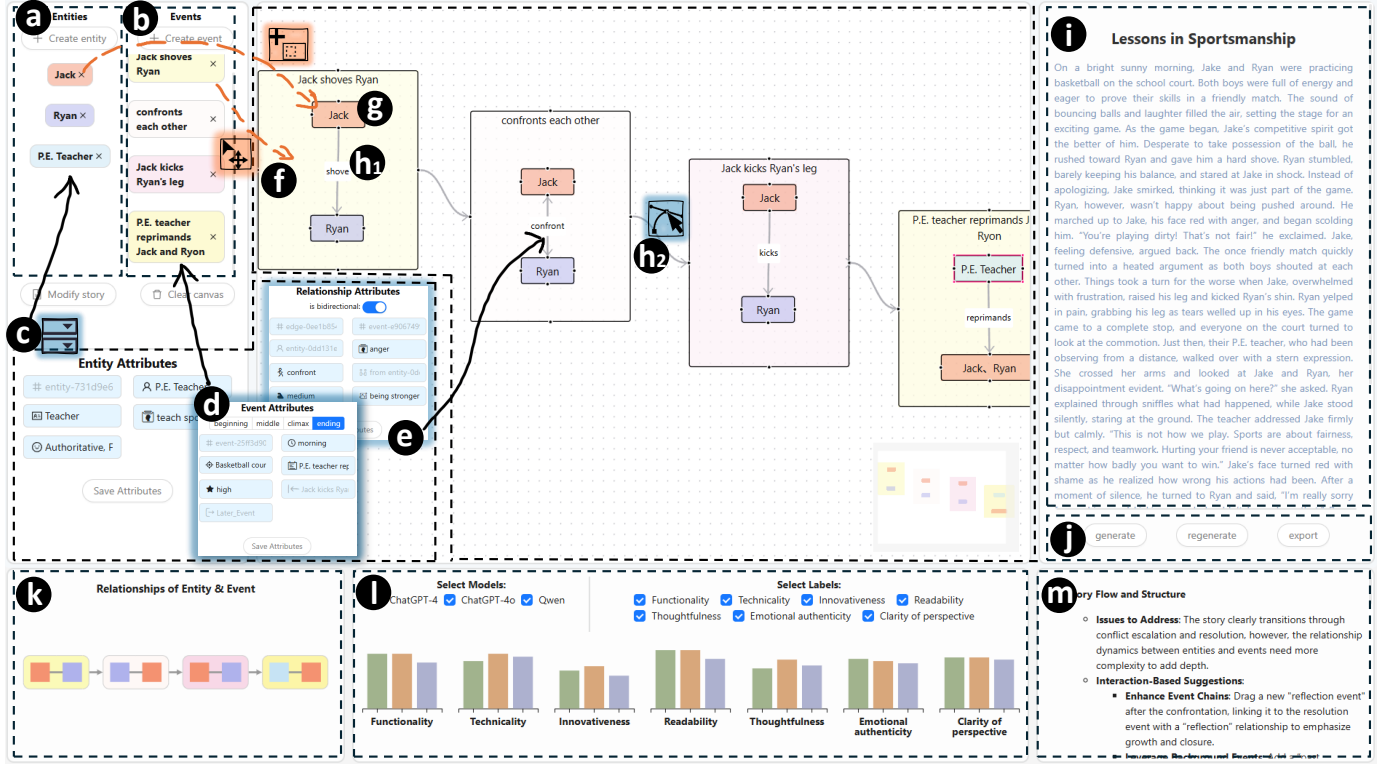 a
Entities
+ Create entity
Jack ×
Ryan ×
P.E. Teacher ×
b
Events
+ Create event
Jack shoves
Ryan ×
confronts
each other ×
Jack kicks
Ryan's leg ×
P.E. teacher
reprimands
Jack and Ryon ×
Modify story
Clear canvas
c
Entity Attributes
# entity-731d9e6
P.E. Teacher
Teacher
teach spo
Authoritative, F
Save Attributes
Relationship Attributes
is bidirectional:
# edge-0ee1b85
# event-e906749
entity-0dd131e
anger
confront
from entity-0d
medium
being stronger
d
Event Attributes
beginning middle climax ending
# event-25ff3d90
morning
Basketball cour
P.E. teacher rep
high
Jack kicks Rya
Later_Event
Save Attributes
e
f
Jack shoves Ryan
Jack
g
shove
h1
Ryan
confronts each other
Jack
confront
Ryan
h2
Jack kicks Ryan's leg
Jack
kicks
Ryan
P.E. teacher reprimands J
Ryon
P.E. Teacher
reprimands
Jack、Ryan
i
Lessons in Sportsmanship
On a bright sunny morning, Jake and Ryan were practicing
basketball on the school court. Both boys were full of energy and
eager to prove their skills in a friendly match. The sound of
bouncing balls and laughter filled the air, setting the stage for an
exciting game. As the game began, Jake's competitive spirit got
the better of him. Desperate to take possession of the ball, he
rushed toward Ryan and gave him a hard shove. Ryan stumbled,
barely keeping his balance, and stared at Jake in shock. Instead of
apologizing, Jake smirked, thinking it was just part of the game.
Ryan, however, wasn't happy about being pushed around. He
marched up to Jake, his face red with anger, and began scolding
him. "You're playing dirty! That's not fair!" he exclaimed. Jake,
feeling defensive, argued back. The once friendly match quickly
turned into a heated argument as both boys shouted at each
other. Things took a turn for the worse when Jake, overwhelmed
with frustration, raised his leg and kicked Ryan's shin. Ryan yelped
in pain, grabbing his leg as tears welled up in his eyes. The game
came to a complete stop, and everyone on the court turned to
look at the commotion. Just then, their P.E. teacher, who had been
observing from a distance, walked over with a stern expression.
She crossed her arms and looked at Jake and Ryan, her
disappointment evident. "What's going on here?" she asked. Ryan
explained through sniffles what had happened, while Jake stood
silently, staring at the ground. The teacher addressed Jake firmly
but calmly. "This is not how we play. Sports are about fairness,
respect, and teamwork. Hurting your friend is never acceptable, no
matter how badly you want to win." Jake's face turned red with
shame as he realized how wrong his actions had been. After a
moment of silence, he turned to Ryan and said, "I'm really sorry
j
generate
regenerate
export
k
Relationships of Entity & Event
l
Select Models:
ChatGPT-4 ChatGPT-4o Qwen
Select Labels:
Functionality Technicality Innovativeness Readability
Thoughtfulness Emotional authenticity Clarity of perspective
Functionality
Technicality
Innovativeness
Readability
Thoughtfulness
Emotional
authenticity
Clarity of
perspective
m
ory Flow and Structure
Issues to Address: The story clearly transitions through
conflict escalation and resolution, however, the relationship
dynamics between entities and events need more
complexity to add depth.
Interaction-Based Suggestions:
Enhance Event Chains: Drag a new "reflection event"
after the confrontation, linking it to the resolution
event with a "reflection" relationship to emphasize
growth and closure.
Leverage Background Events: Add a